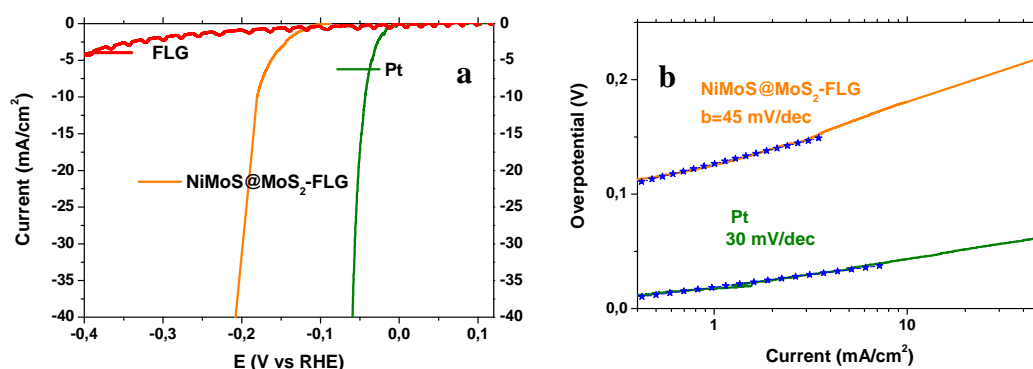 0
0
-5
-5
-10
-10
-15
-15
-20
-20
-25
-25
-30
-30
-35
-35
-40
-40
-0,4
-0,3
-0,2
-0,1
0,0
0,1
Current (mA/cm²)
E (V vs RHE)
FLG
a
Pt
NiMoS@MoS₂-FLG
0,2
0,1
0,0
1
10
Overpotential (V)
Current (mA/cm²)
b
NiMoS@MoS₂-FLG
b=45 mV/dec
Pt
30 mV/dec